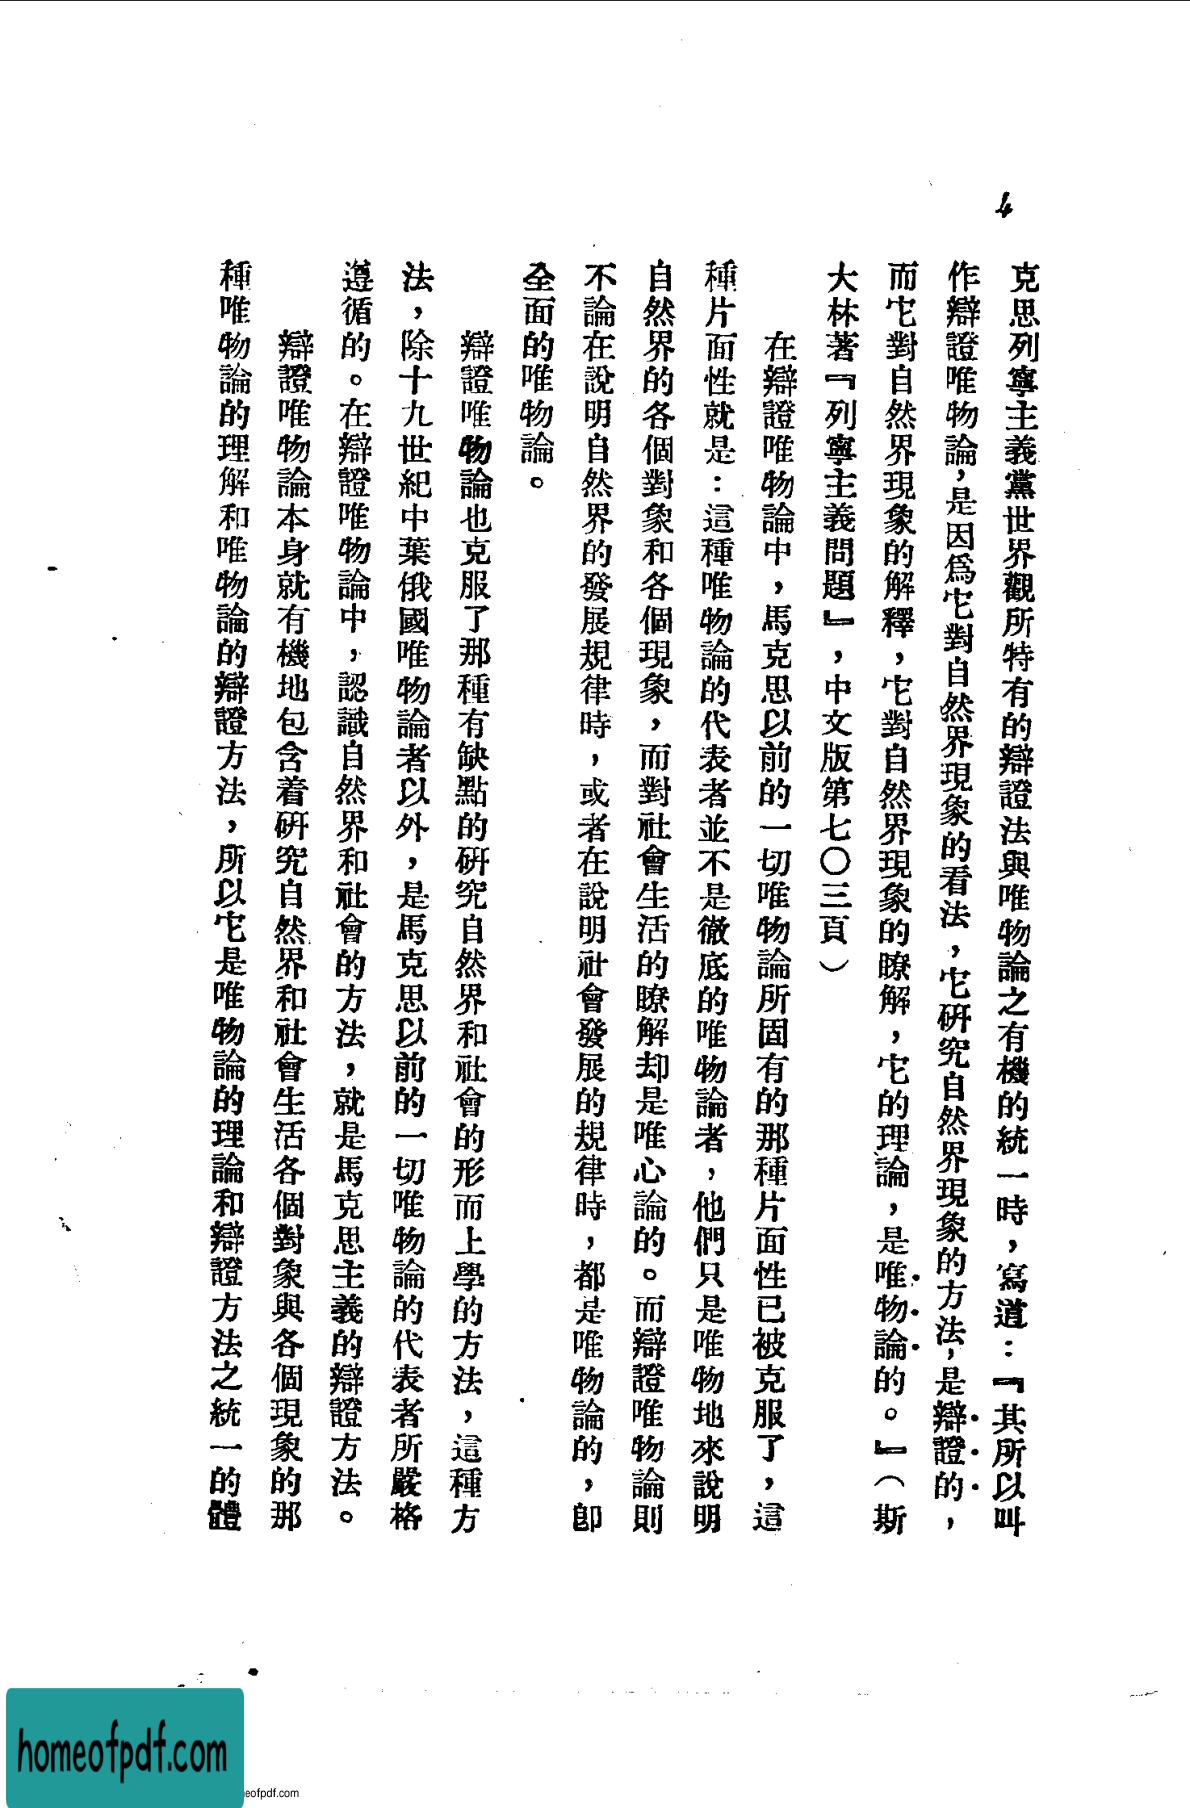 4
克思列寧主義黨世界觀所特有的辯證法與唯物論之有機的統一時，寫道：『其所以叫
作辯證唯物論，是因爲它對自然界現象的看法，它研究自然界現象的方法，是辯證的，
而它對自然界現象的解釋，它對自然界現象的瞭解，它的理論，是唯物論的。』（斯
大林著『列寧主義問題』，中文版第七〇三頁）
在辯證唯物論中，馬克思以前的一切唯物論所固有的那種片面性已被克服了，這
種片面性就是：這種唯物論的代表者並不是徹底的唯物論者，他們只是唯物地來說明
自然界的各個對象和各個現象，而對社會生活的瞭解却是唯心論的。而辯證唯物論則
不論在說明自然界的發展規律時，或者在說明社會發展的規律時，都是唯物論的，卽
全面的唯物論。
辯證唯物論也克服了那種有缺點的研究自然界和社會的形而上學的方法，這種方
法，除十九世紀中葉俄國唯物論者以外，是馬克思以前的一切唯物論的代表者所嚴格
遵循的。在辯證唯物論中，認識自然界和社會的方法，就是馬克思主義的辯證方法。
辯證唯物論本身就有機地包含着研究自然界和社會生活各個對象與各個現象的那
種唯物論的理解和唯物論的辯證方法，所以它是唯物論的理論和辯證方法之統一的體
homeofpdf.com
eofpdf.com